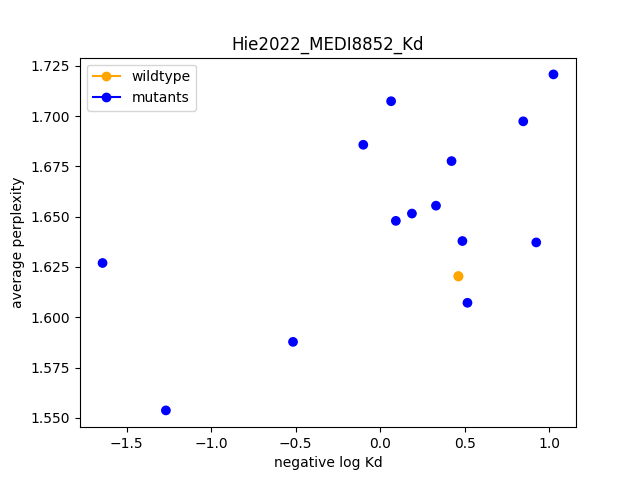 Hie2022_MEDI8852_Kd
wildtype
mutants
average perplexity
1.725
1.700
1.675
1.650
1.625
1.600
1.575
1.550
−1.5 −1.0 −0.5 0.0 0.5 1.0
negative log Kd